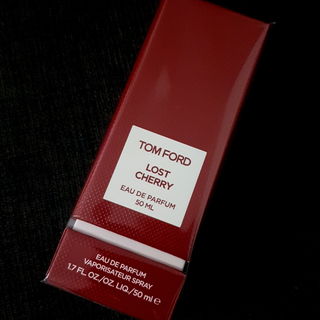 TOM FORD
LOST
CHERRY
EAU DE PARFUM
50 ML
EAU DE PARFUM
VAPORISATEUR SPRAY
1.7 FL. OZ./OZ. LIQ./50 ml ℮